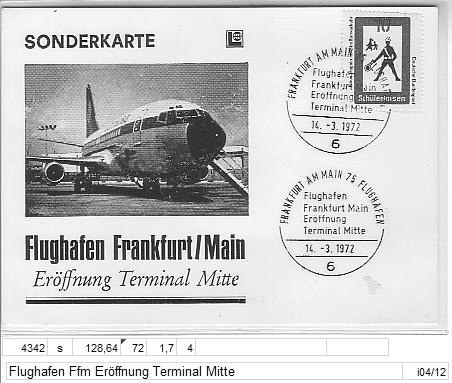 SONDERKARTE
Flughafen Frankfurt/Main
Eröffnung Terminal Mitte
10
Deutsche Bundespost
Schülerlotsen
FRANKFURT AM MAIN 75 FLUGHAFEN
Flughafen
Frankfurt Main
Eröffnung
Terminal Mitte
14. -3. 1972
6
FRANKFURT AM MAIN 75 FLUGHAFEN
Flughafen
Frankfurt Main
Eröffnung
Terminal Mitte
14. -3. 1972
6
4342 s 128,64 72 1,7 4
Flughafen Ffm Eröffnung Terminal Mitte i04/12